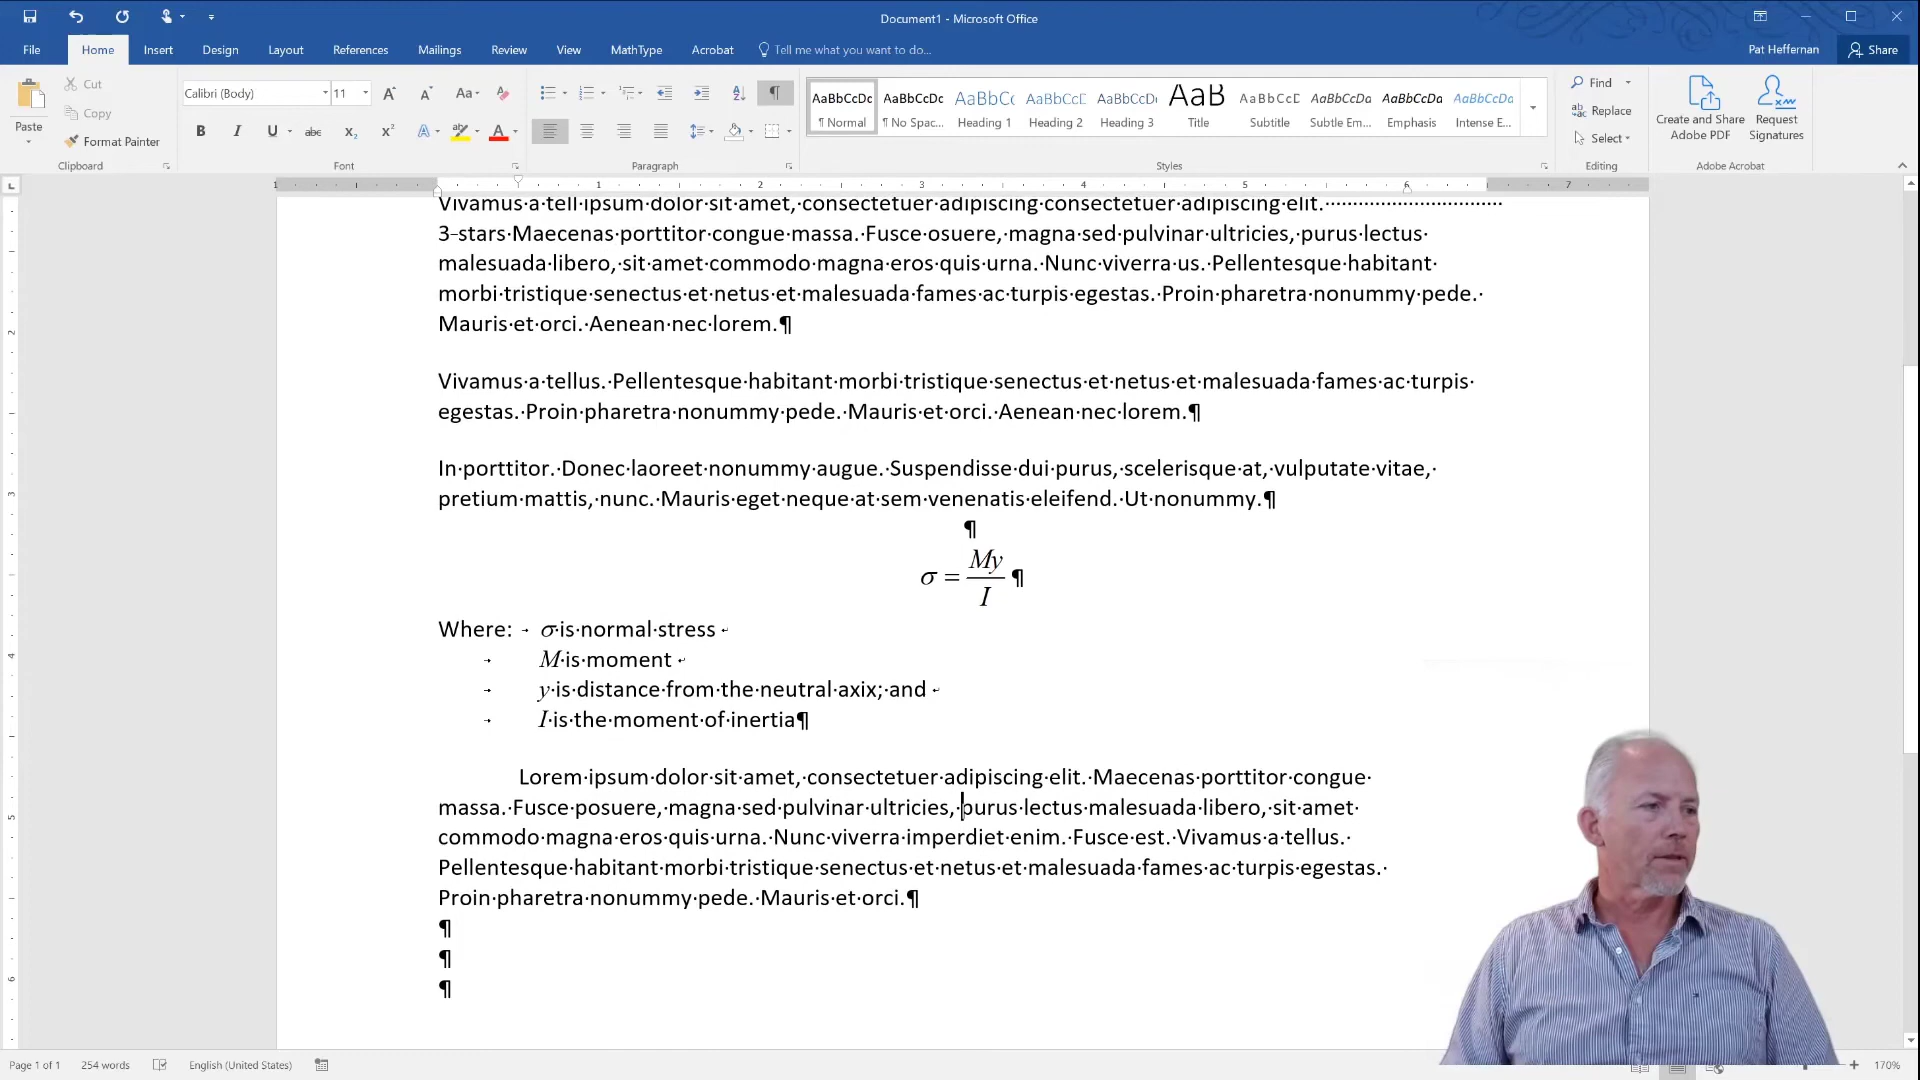 Document1 - Microsoft Office
File Home Insert Design Layout References Mailings Review View MathType Acrobat Tell me what you want to do... Pat Heffernan Share
Paste
Cut
Copy
Format Painter
Clipboard
Calibri (Body) 11
Font
Paragraph
AaBbCcDc AaBbCcDc AaBbCc AaBbCcD AaBbCcDc AaB AaBbCcD AaBbCcDa AaBbCcDa AaBbCcDa
¶ Normal ¶ No Spac... Heading 1 Heading 2 Heading 3 Title Subtitle Subtle Em... Emphasis Intense E...
Styles
Find
Replace
Select
Editing
Create and Share Adobe PDF
Request Signatures
Adobe Acrobat
1 1 2 3 4 5 6 7
Vivamus·a·tell·ipsum·dolor·sit·amet,·consectetuer·adipiscing·consectetuer·adipiscing·elit.
3-stars·Maecenas·porttitor·congue·massa.·Fusce·osuere,·magna·sed·pulvinar·ultricies,·purus·lectus·
malesuada·libero,·sit·amet·commodo·magna·eros·quis·urna.·Nunc·viverra·us.·Pellentesque·habitant·
morbi·tristique·senectus·et·netus·et·malesuada·fames·ac·turpis·egestas.·Proin·pharetra·nonummy·pede.·
Mauris·et·orci.·Aenean·nec·lorem.¶
Vivamus·a·tellus.·Pellentesque·habitant·morbi·tristique·senectus·et·netus·et·malesuada·fames·ac·turpis·
egestas.·Proin·pharetra·nonummy·pede.·Mauris·et·orci.·Aenean·nec·lorem.¶
In·porttitor.·Donec·laoreet·nonummy·augue.·Suspendisse·dui·purus,·scelerisque·at,·vulputate·vitae,·
pretium·mattis,·nunc.·Mauris·eget·neque·at·sem·venenatis·eleifend.·Ut·nonummy.¶
¶
σ = My / I ¶
Where: → σ·is·normal·stress ↵
→ M·is·moment ↵
→ y·is·distance·from·the·neutral·axix;·and ↵
→ I·is·the·moment·of·inertia¶
Lorem·ipsum·dolor·sit·amet,·consectetuer·adipiscing·elit.·Maecenas·porttitor·congue·
massa.·Fusce·posuere,·magna·sed·pulvinar·ultricies,·purus·lectus·malesuada·libero,·sit·amet·
commodo·magna·eros·quis·urna.·Nunc·viverra·imperdiet·enim.·Fusce·est.·Vivamus·a·tellus.·
Pellentesque·habitant·morbi·tristique·senectus·et·netus·et·malesuada·fames·ac·turpis·egestas.·
Proin·pharetra·nonummy·pede.·Mauris·et·orci.¶
¶
¶
¶
Page 1 of 1 254 words English (United States) 170%